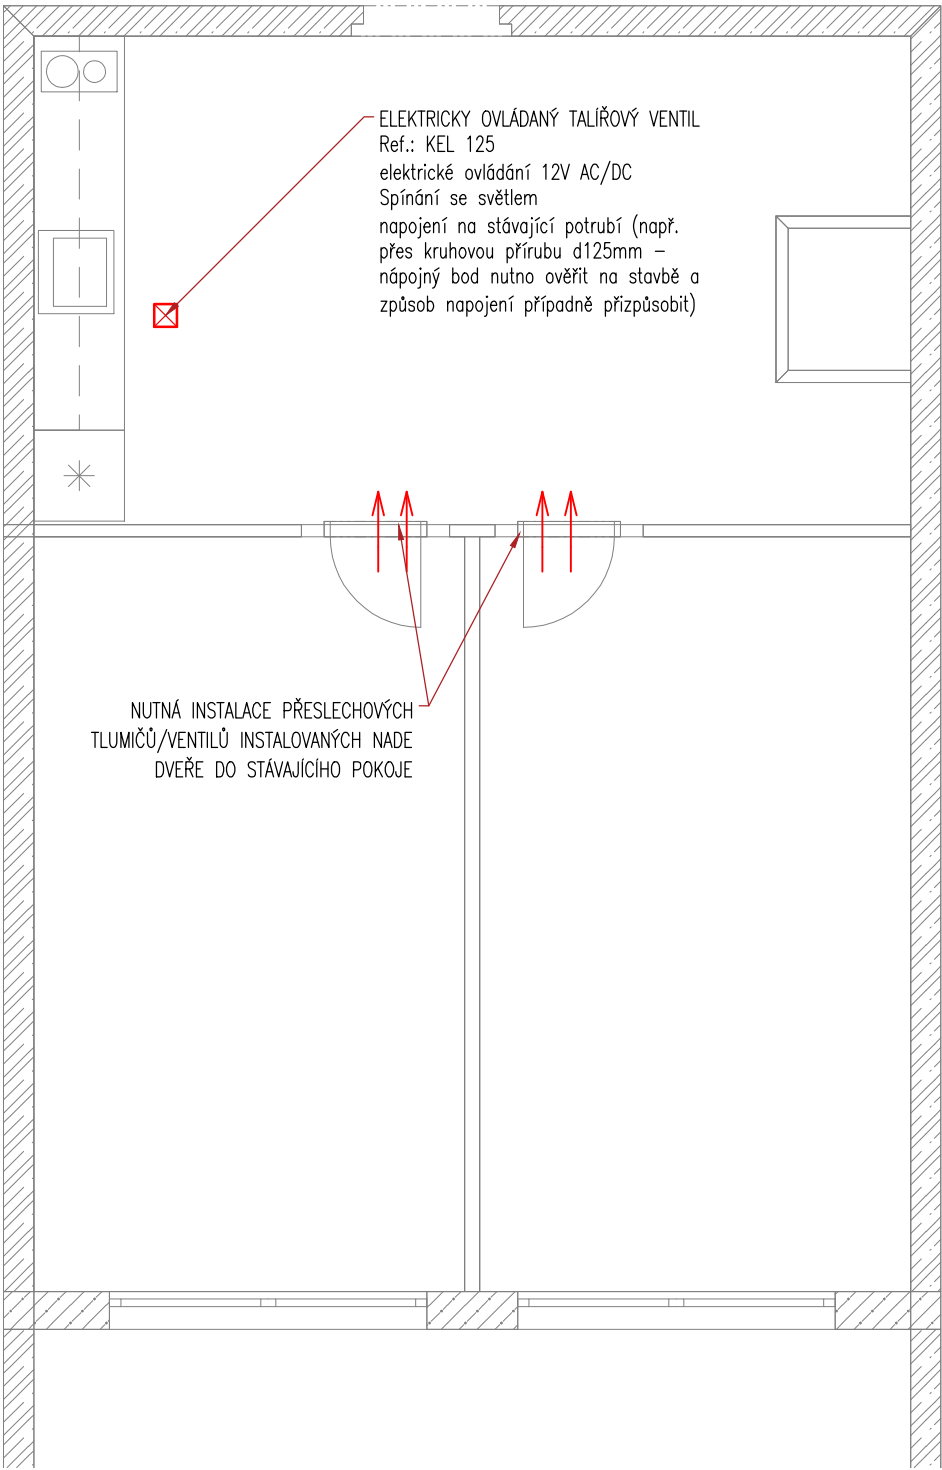 ELEKTRICKY OVLÁDANÝ TALÍŘOVÝ VENTIL
Ref.: KEL 125
elektrické ovládání 12V AC/DC
Spínání se světlem
napojení na stávající potrubí (např.
přes kruhovou přírubu d125mm –
nápojný bod nutno ověřit na stavbě a
způsob napojení případně přizpůsobit)
NUTNÁ INSTALACE PŘESLECHOVÝCH
TLUMIČŮ/VENTILŮ INSTALOVANÝCH NADE
DVEŘE DO STÁVAJÍCÍHO POKOJE